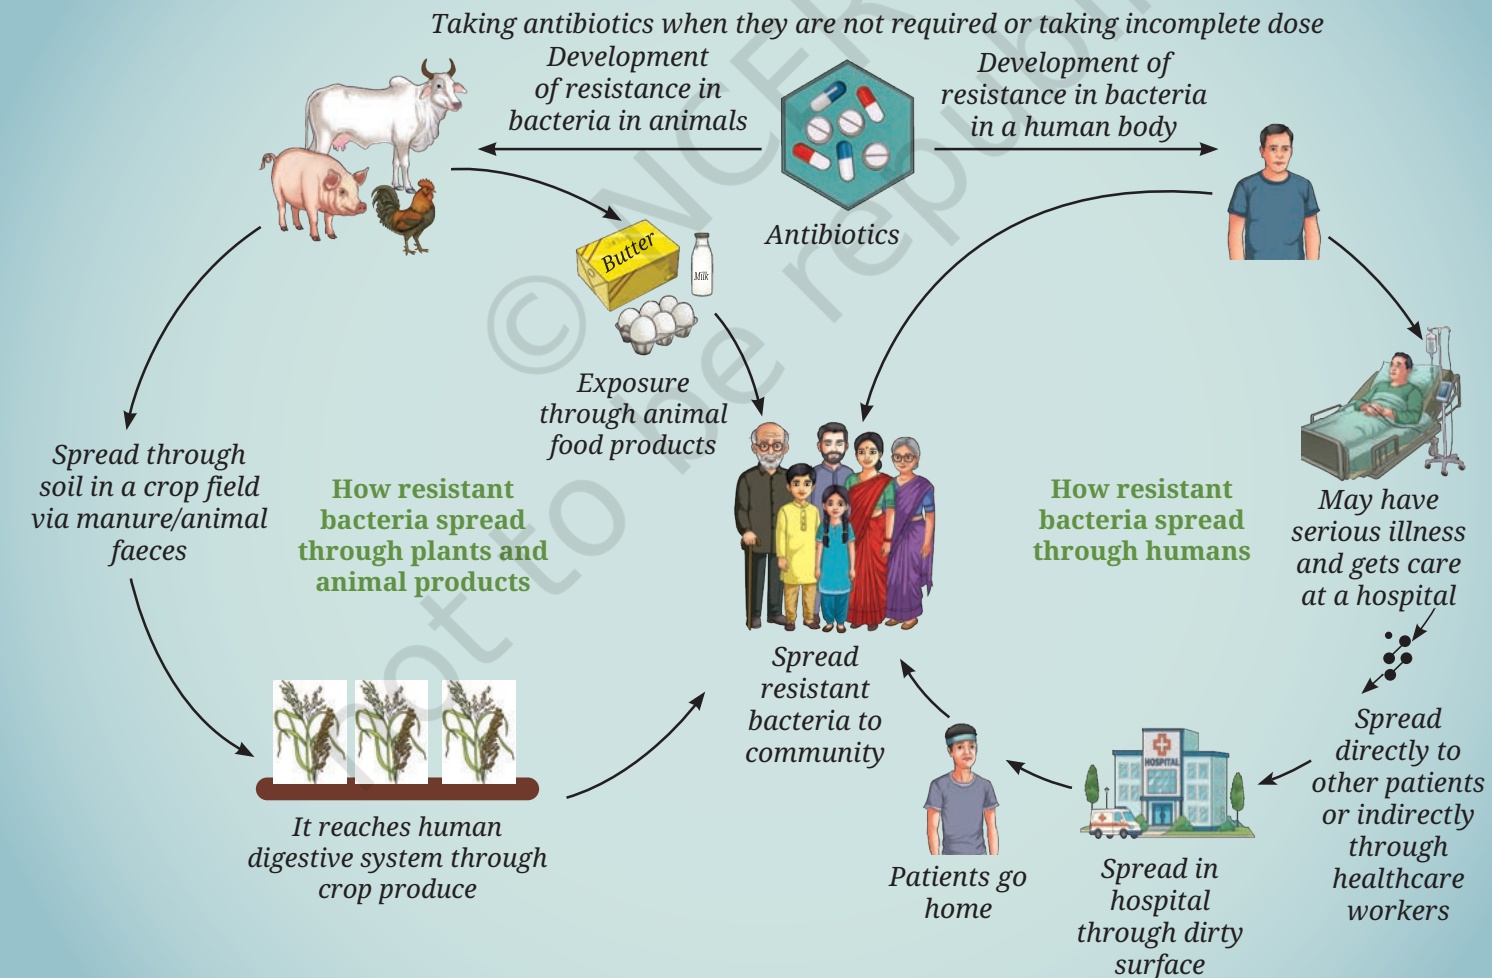 Taking antibiotics when they are not required or taking incomplete dose
Development
of resistance in
bacteria in animals
Development of
resistance in bacteria
in a human body
Antibiotics
Butter
Milk
Exposure
through animal
food products
Spread through
soil in a crop field
via manure/animal
faeces
How resistant
bacteria spread
through plants and
animal products
How resistant
bacteria spread
through humans
May have
serious illness
and gets care
at a hospital
Spread
resistant
bacteria to
community
Spread
directly to
other patients
or indirectly
through
healthcare
workers
HOSPITAL
It reaches human
digestive system through
crop produce
Patients go
home
Spread in
hospital
through dirty
surface
© NCER
not to be republi